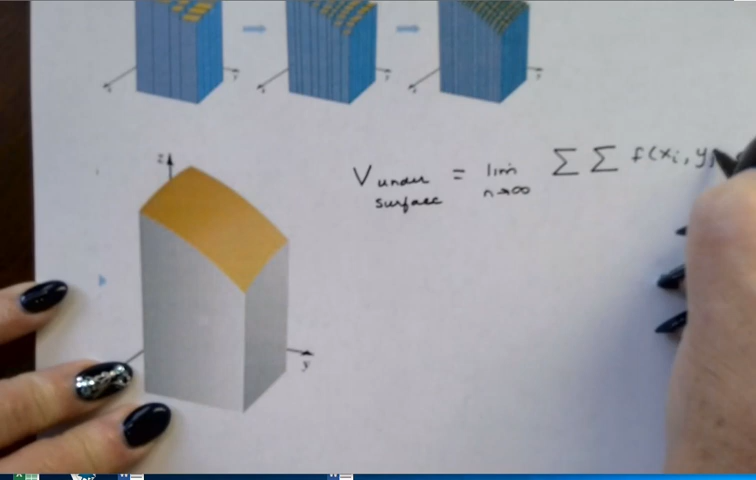 y
y
y
z
V under surface = lim n→∞ Σ Σ f(xᵢ, y
y